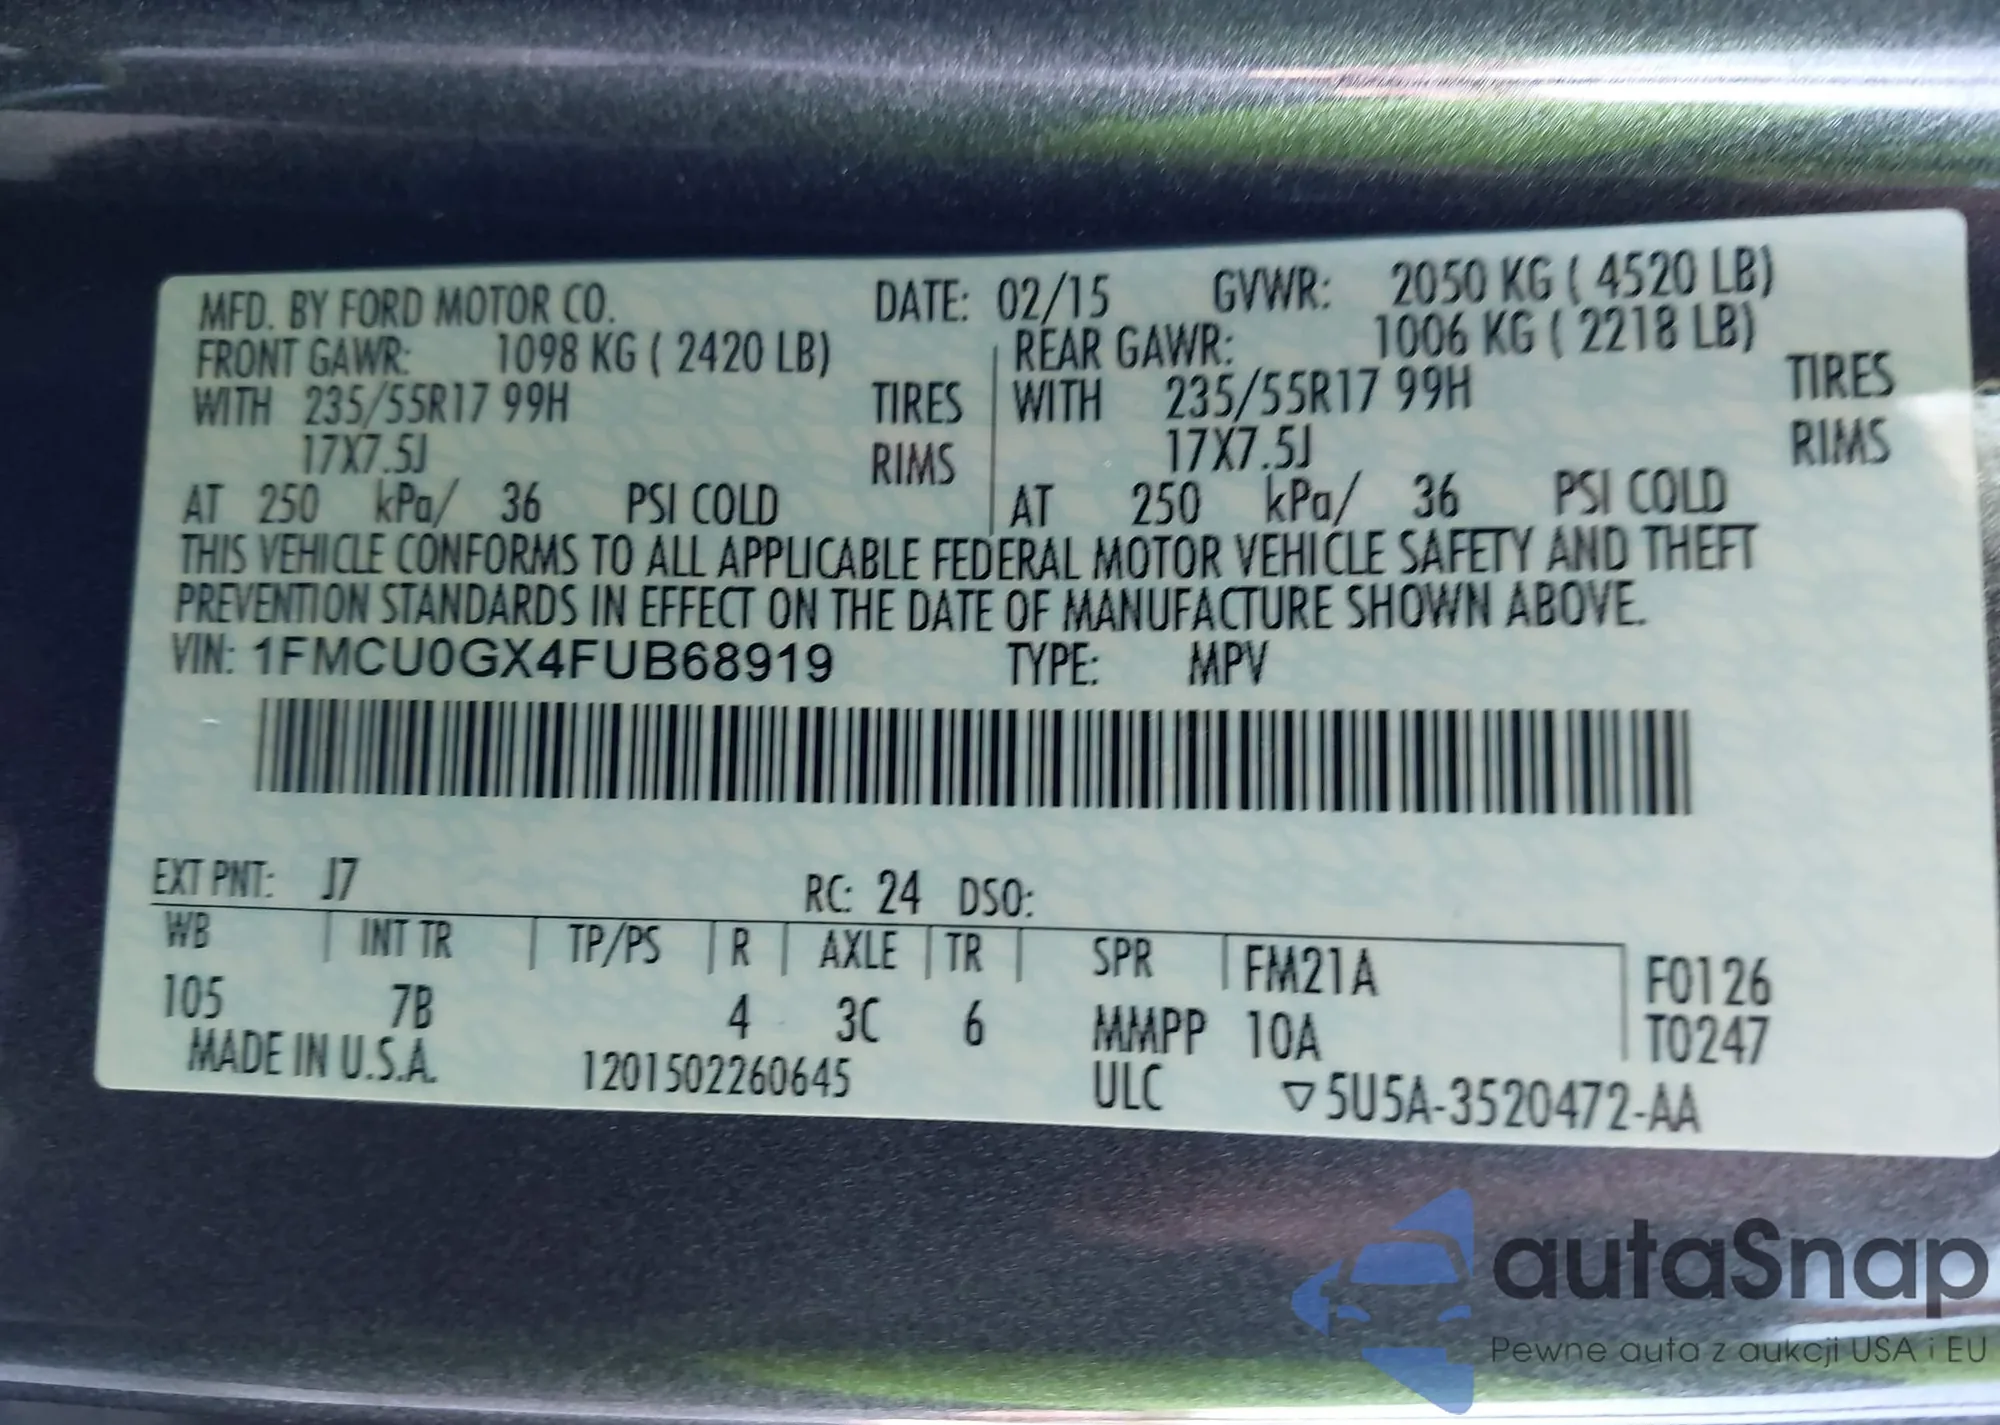 MFD. BY FORD MOTOR CO. DATE: 02/15 GVWR: 2050 KG ( 4520 LB)
FRONT GAWR: 1098 KG ( 2420 LB) REAR GAWR: 1006 KG ( 2218 LB)
WITH 235/55R17 99H TIRES WITH 235/55R17 99H TIRES
17X7.5J RIMS 17X7.5J RIMS
AT 250 kPa/ 36 PSI COLD AT 250 kPa/ 36 PSI COLD
THIS VEHICLE CONFORMS TO ALL APPLICABLE FEDERAL MOTOR VEHICLE SAFETY AND THEFT
PREVENTION STANDARDS IN EFFECT ON THE DATE OF MANUFACTURE SHOWN ABOVE.
VIN: 1FMCU0GX4FUB68919 TYPE: MPV
EXT PNT: J7 RC: 24 DSO:
WB INT TR TP/PS R AXLE TR SPR FM21A F0126
105 7B 4 3C 6 MMPP 10A T0247
MADE IN U.S.A. 1201502260645 ULC ▽5U5A-3520472-AA
autaSnap
Pewne auta z aukcji USA i EU